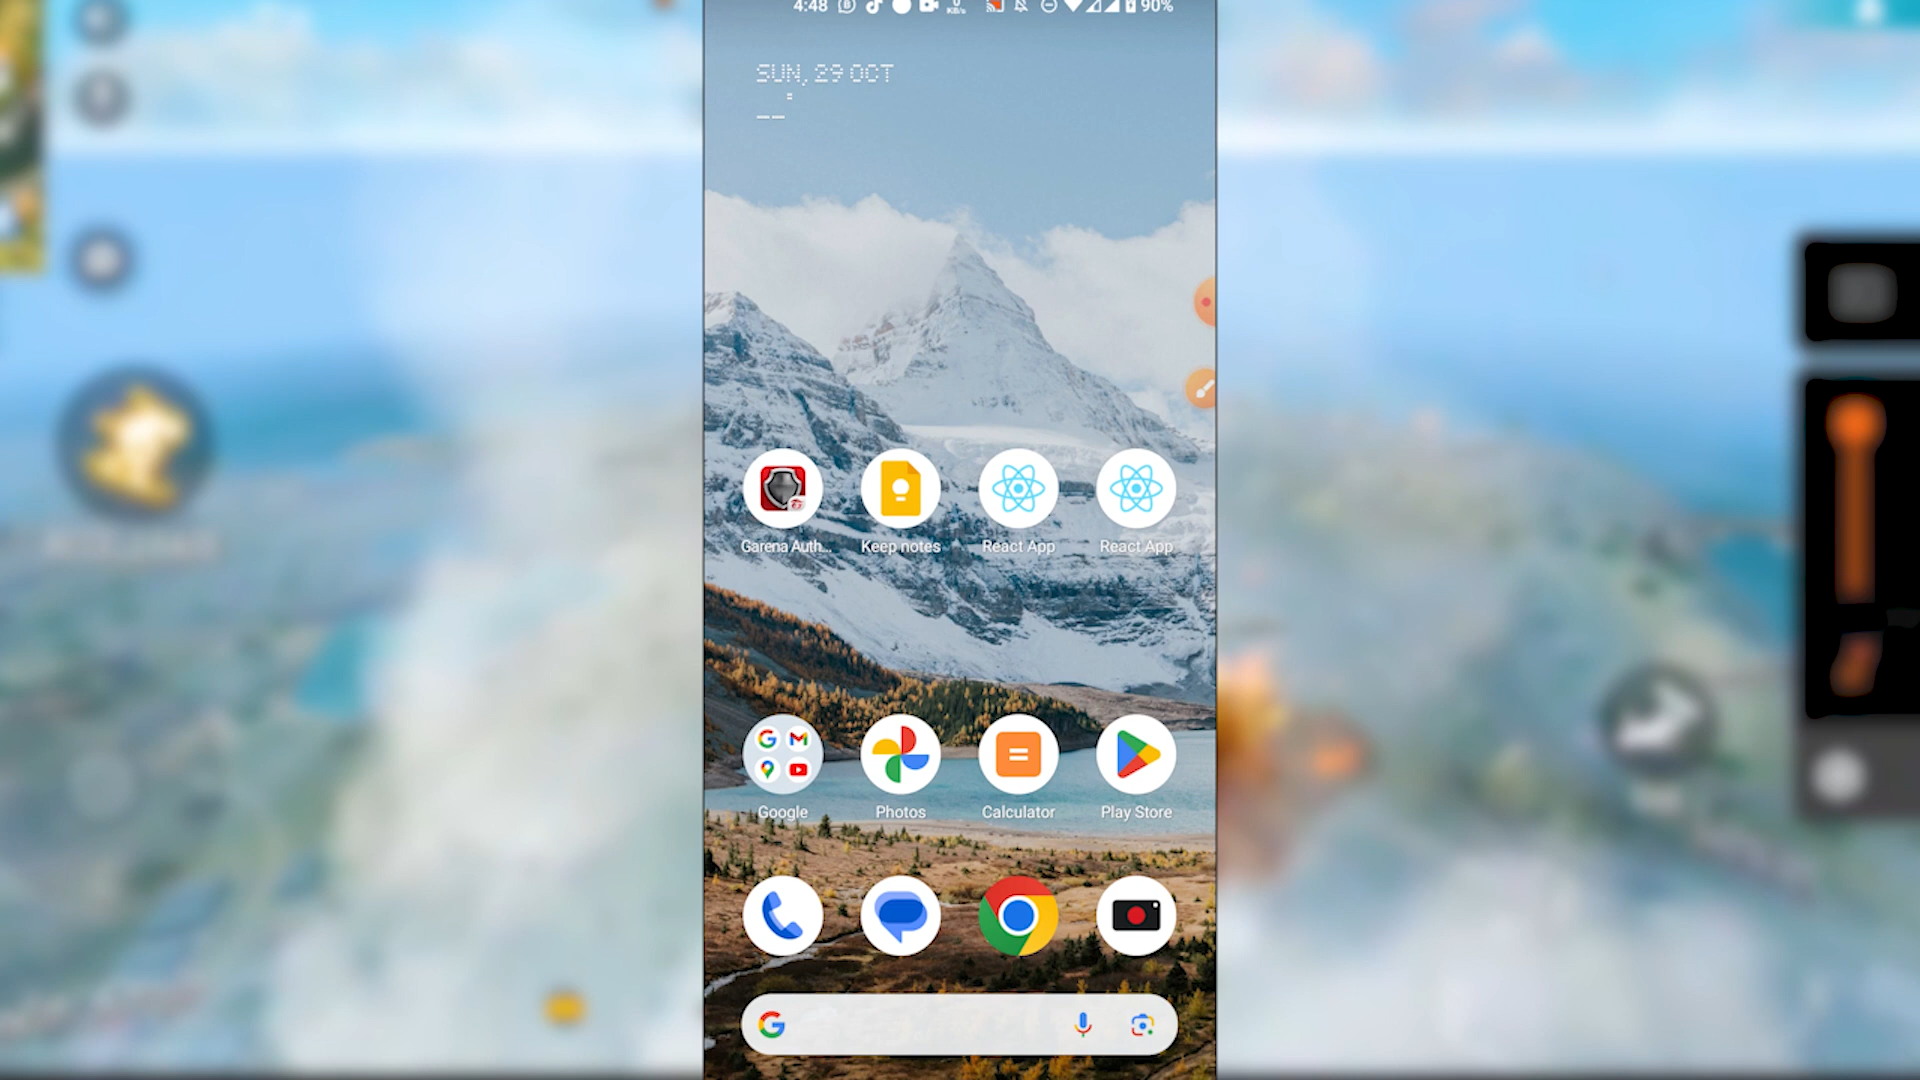 4:48 90%
SUN, 29 OCT
Garena Auth... Keep notes React App React App
Google Photos Calculator Play Store